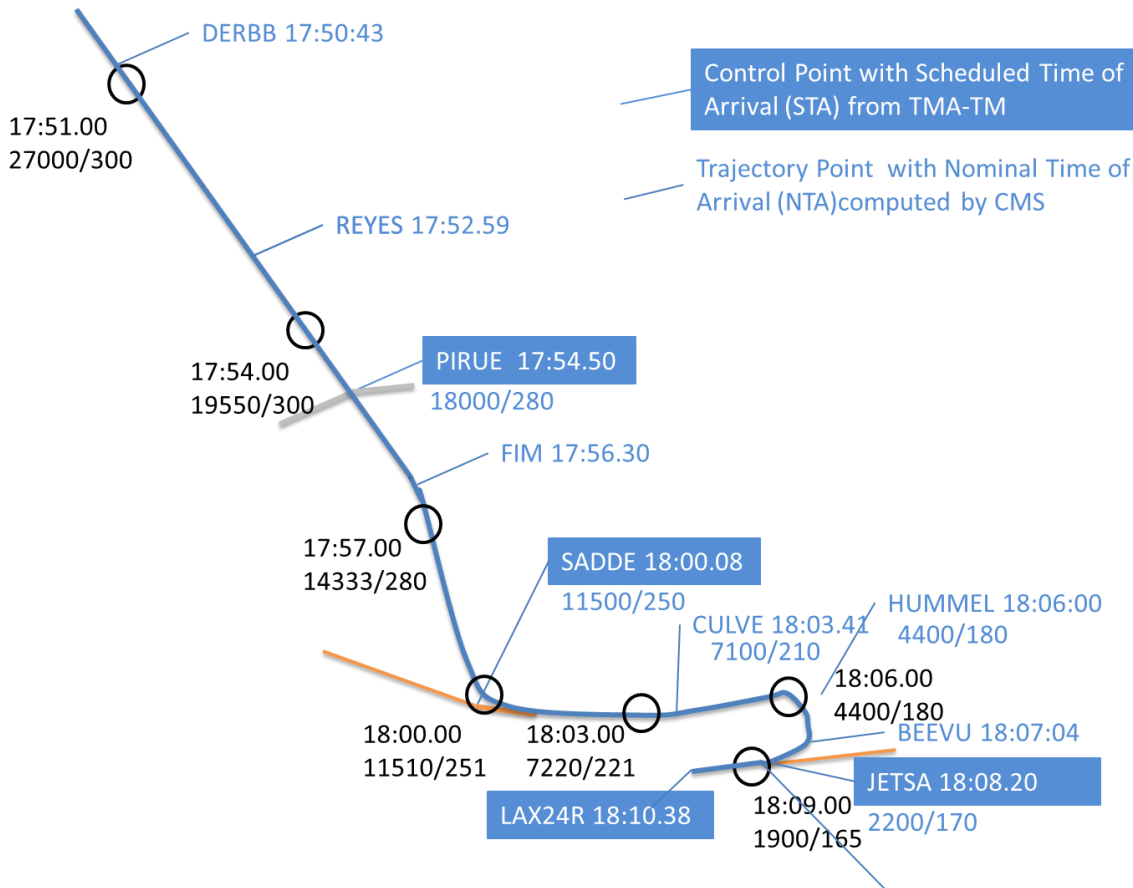 DERBB 17:50:43
Control Point with Scheduled Time of
Arrival (STA) from TMA-TM
17:51.00
27000/300
Trajectory Point with Nominal Time of
Arrival (NTA)computed by CMS
REYES 17:52.59
PIRUE 17:54.50
18000/280
17:54.00
19550/300
FIM 17:56.30
17:57.00
14333/280
SADDE 18:00.08
11500/250
HUMMEL 18:06:00
4400/180
CULVE 18:03.41
7100/210
18:06.00
4400/180
BEEVU 18:07:04
18:00.00
11510/251
18:03.00
7220/221
JETSA 18:08.20
2200/170
LAX24R 18:10.38
18:09.00
1900/165